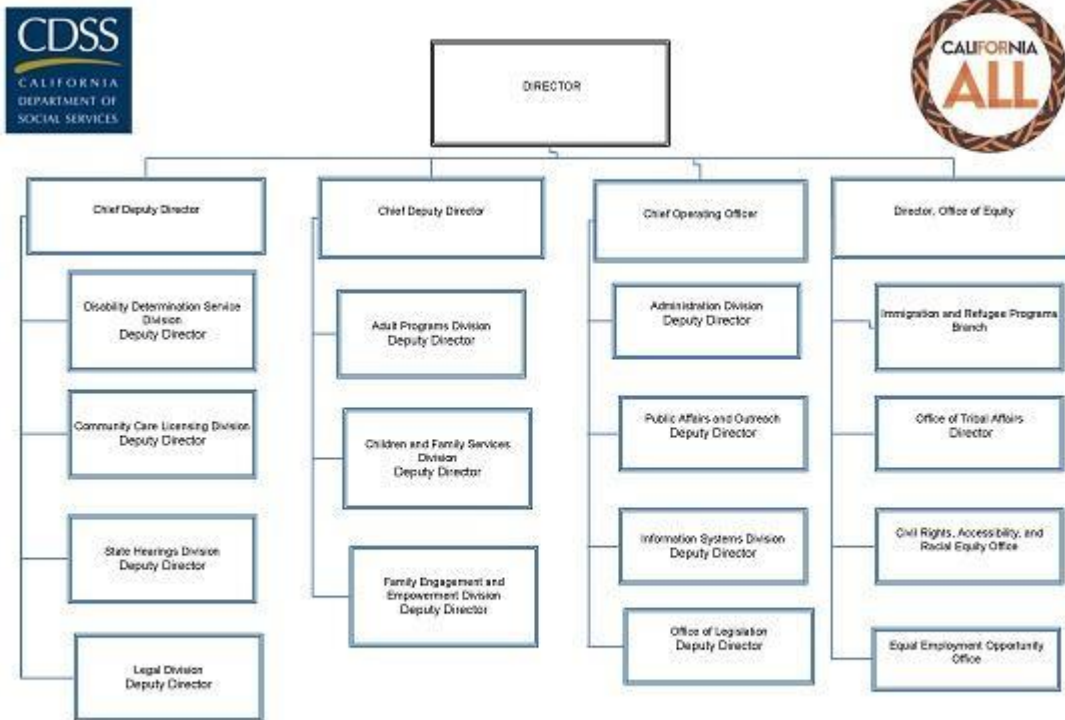 CDSS
CALIFORNIA
DEPARTMENT OF
SOCIAL SERVICES
CALIFORNIA
ALL
DIRECTOR
Chief Deputy Director
Disability Determination Service
Division
Deputy Director
Community Care Licensing Division
Deputy Director
State Hearings Division
Deputy Director
Legal Division
Deputy Director
Chief Deputy Director
Adult Programs Division
Deputy Director
Children and Family Services
Division
Deputy Director
Family Engagement and
Empowerment Division
Deputy Director
Chief Operating Officer
Administration Division
Deputy Director
Public Affairs and Outreach
Deputy Director
Information Systems Division
Deputy Director
Office of Legislation
Deputy Director
Director, Office of Equity
Immigration and Refugee Programs
Branch
Office of Tribal Affairs
Director
Civil Rights, Accessibility, and
Racial Equity Office
Equal Employment Opportunity
Office